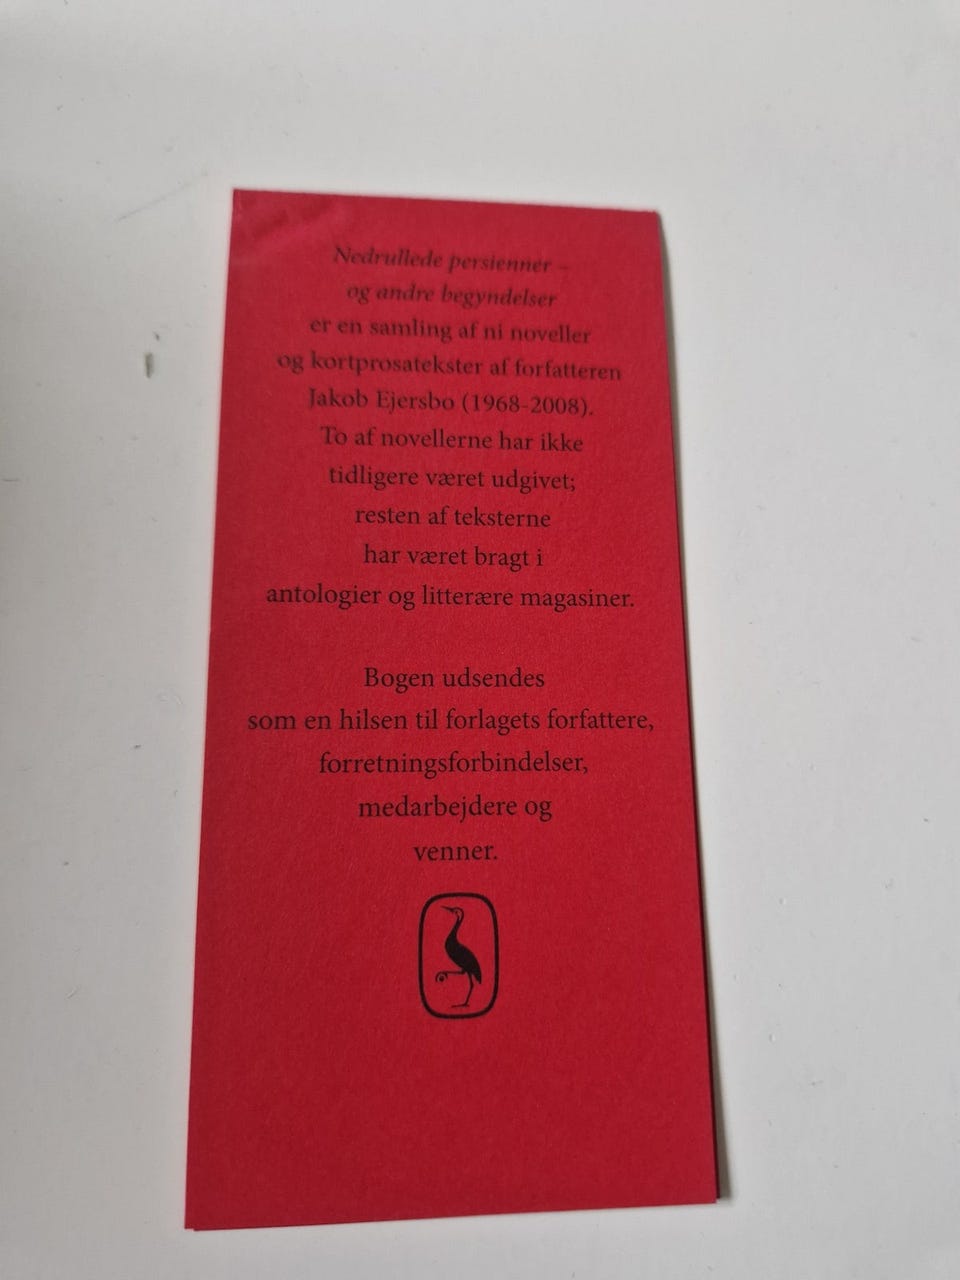 Nedrullede persienner –
og andre begyndelser
er en samling af ni noveller
og kortprosatekster af forfatteren
Jakob Ejersbo (1968-2008).
To af novellerne har ikke
tidligere været udgivet;
resten af teksterne
har været bragt i
antologier og litterære magasiner.
Bogen udsendes
som en hilsen til forlagets forfattere,
forretningsforbindelser,
medarbejdere og
venner.